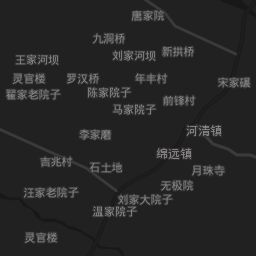 唐家院
九洞桥
刘家河坝
新拱桥
王家河坝
灵官楼
罗汉桥
年丰村
宋家碾
翟家老院子
陈家院子
前锋村
马家院子
李家磨
河清镇
绵远镇
吉兆村
石土地
月珠寺
无极院
汪家老院子
刘家大院子
温家院子
灵官楼